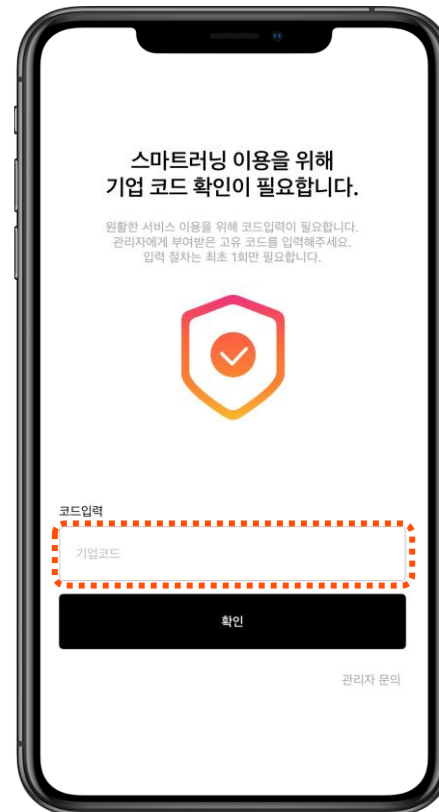 스마트러닝 이용을 위해
기업 코드 확인이 필요합니다.
원활한 서비스 이용을 위해 코드입력이 필요합니다.
관리자에게 부여받은 고유 코드를 입력해주세요.
입력 절차는 최초 1회만 필요합니다.
코드입력
기업코드
확인
관리자 문의